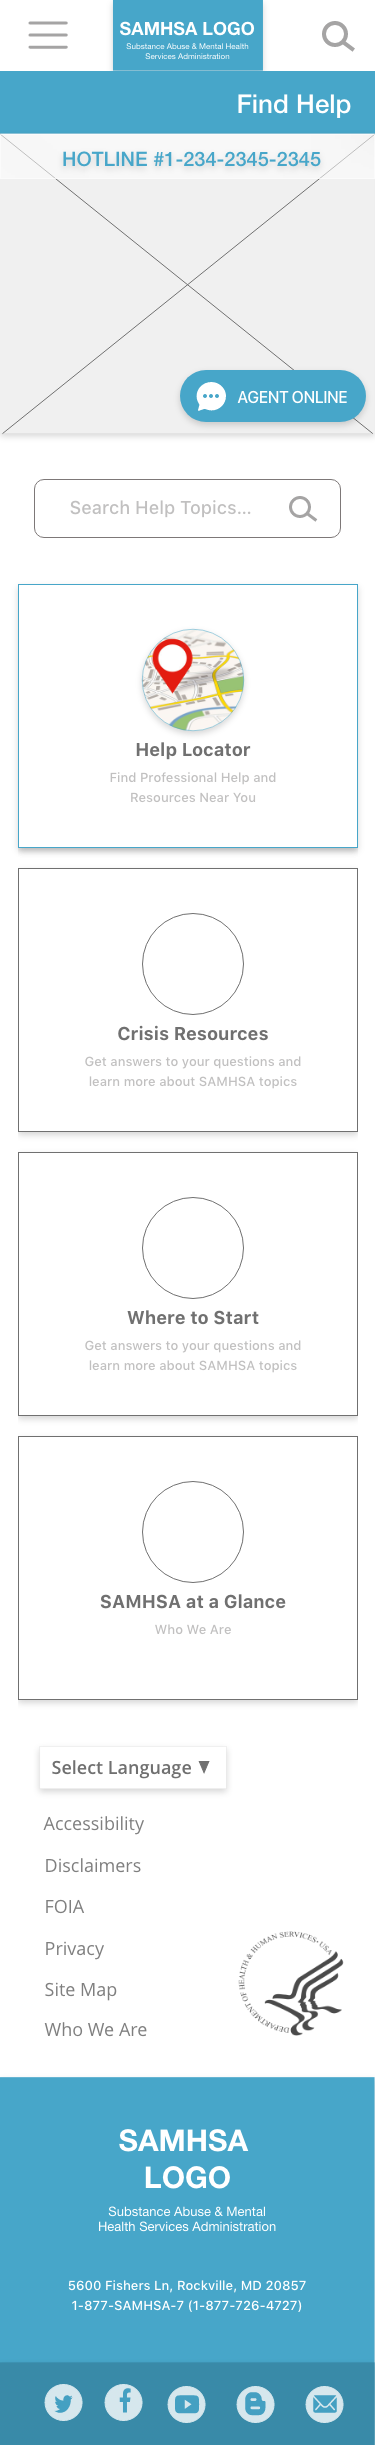 SAMHSA LOGO
Substance Abuse & Mental Health
Services Administration
Find Help
HOTLINE #1-234-2345-2345
AGENT ONLINE
Search Help Topics...
Help Locator
Find Professional Help and
Resources Near You
Crisis Resources
Get answers to your questions and
learn more about SAMHSA topics
Where to Start
Get answers to your questions and
learn more about SAMHSA topics
SAMHSA at a Glance
Who We Are
Select Language
Accessibility
Disclaimers
FOIA
Privacy
Site Map
Who We Are
DEPARTMENT OF HEALTH & HUMAN SERVICES • USA
SAMHSA
LOGO
Substance Abuse & Mental
Health Services Administration
5600 Fishers Ln, Rockville, MD 20857
1-877-SAMHSA-7 (1-877-726-4727)